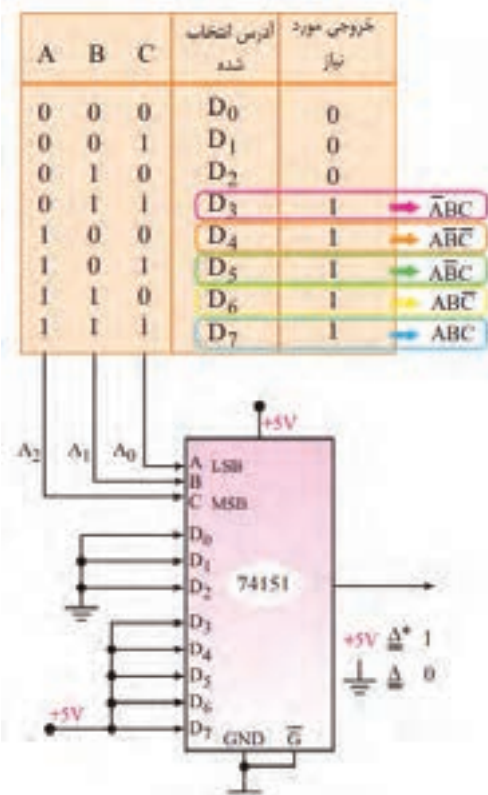 A B C آدرس انتخاب شده خروجی مورد نیاز
0 0 0 D0 0
0 0 1 D1 0
0 1 0 D2 0
0 1 1 D3 1 A̅BC
1 0 0 D4 1 AB̅C̅
1 0 1 D5 1 AB̅C
1 1 0 D6 1 ABC̅
1 1 1 D7 1 ABC
+5V
A2 A1 A0
A LSB
B
C MSB
D0
D1
D2
74151
D3
D4
D5
D6
D7
+5V
GND G̅
+5V ≙* 1
≙ 0